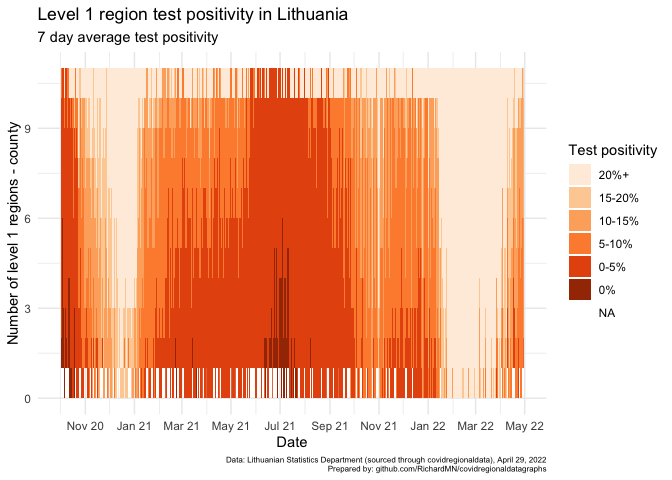 Level 1 region test positivity in Lithuania
7 day average test positivity
Number of level 1 regions - county
9
6
3
0
Nov 20 Jan 21 Mar 21 May 21 Jul 21 Sep 21 Nov 21 Jan 22 Mar 22 May 22
Date
Test positivity
20%+
15-20%
10-15%
5-10%
0-5%
0%
NA
Data: Lithuanian Statistics Department (sourced through covidregionaldata), April 29, 2022
Prepared by: github.com/RichardMN/covidregionaldatagraphs